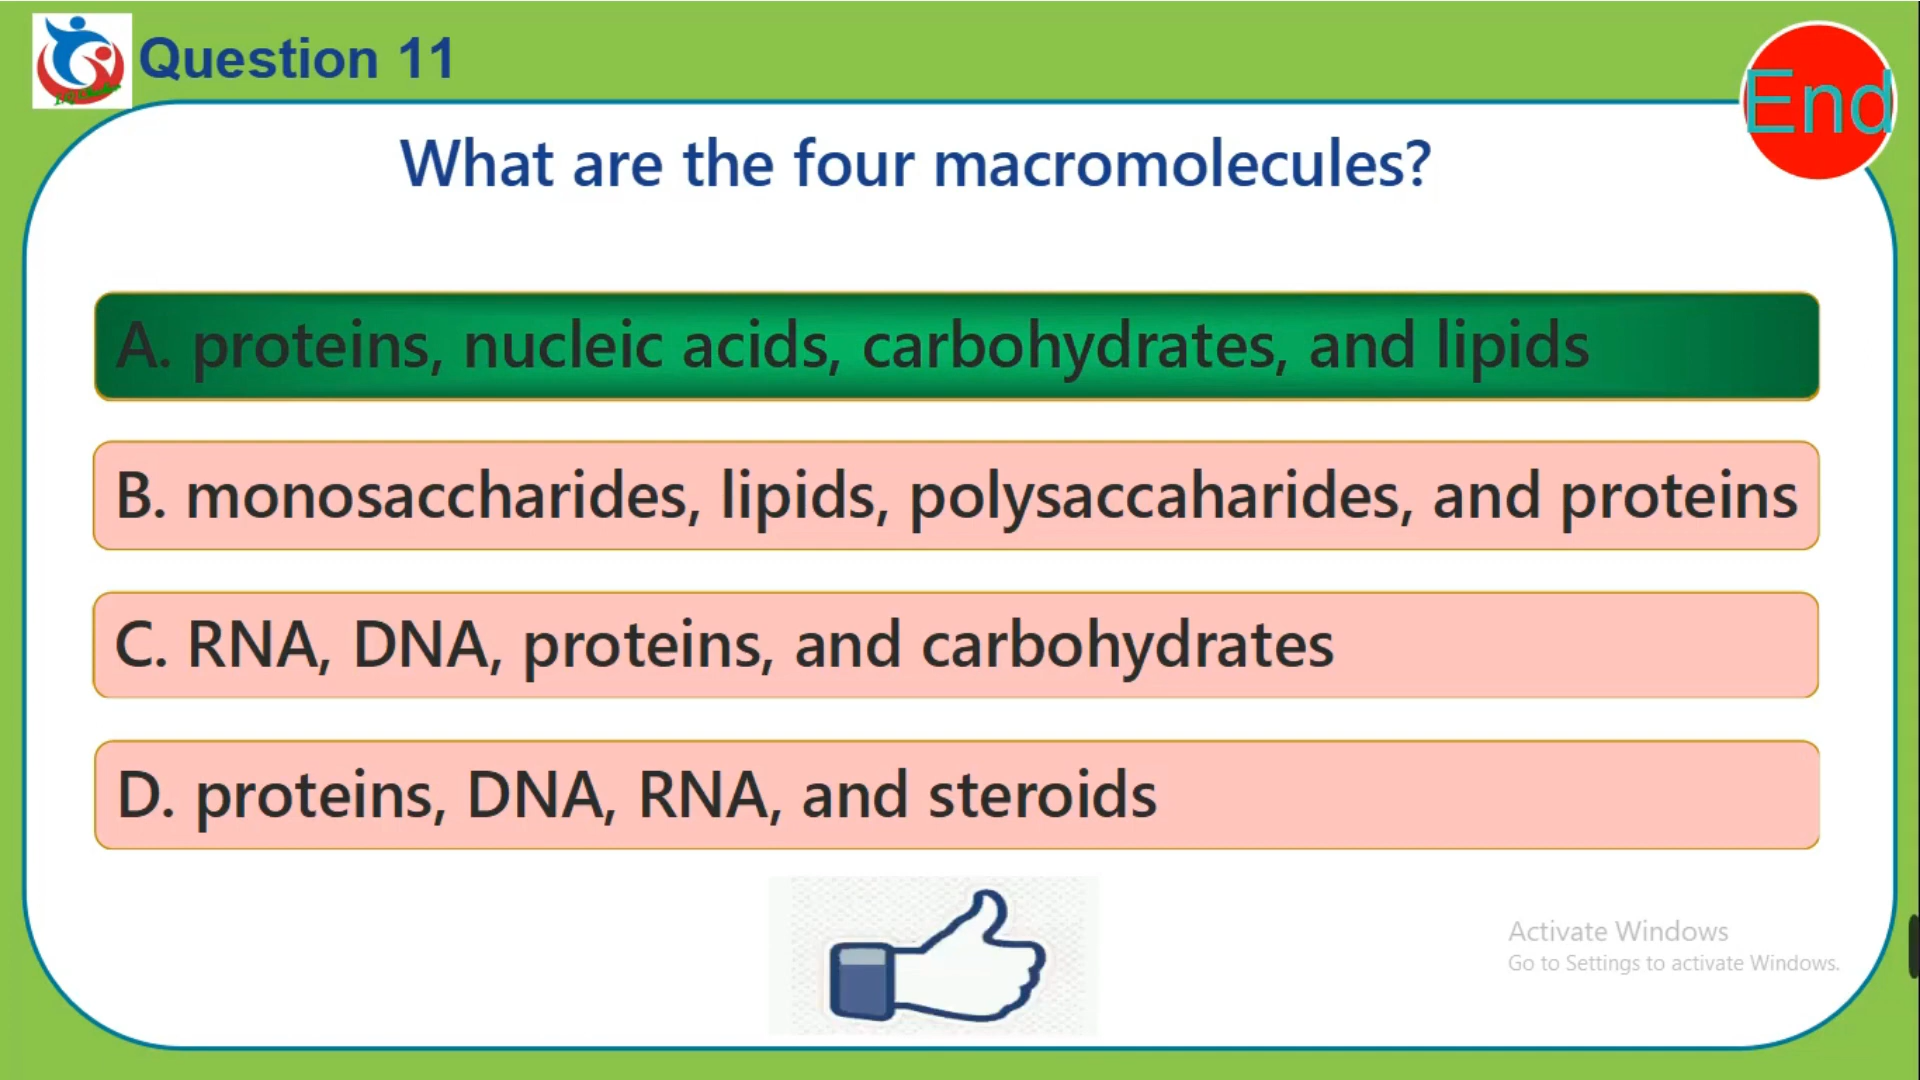 Question 11
End
What are the four macromolecules?
A. proteins, nucleic acids, carbohydrates, and lipids
B. monosaccharides, lipids, polysaccaharides, and proteins
C. RNA, DNA, proteins, and carbohydrates
D. proteins, DNA, RNA, and steroids
Activate Windows
Go to Settings to activate Windows.